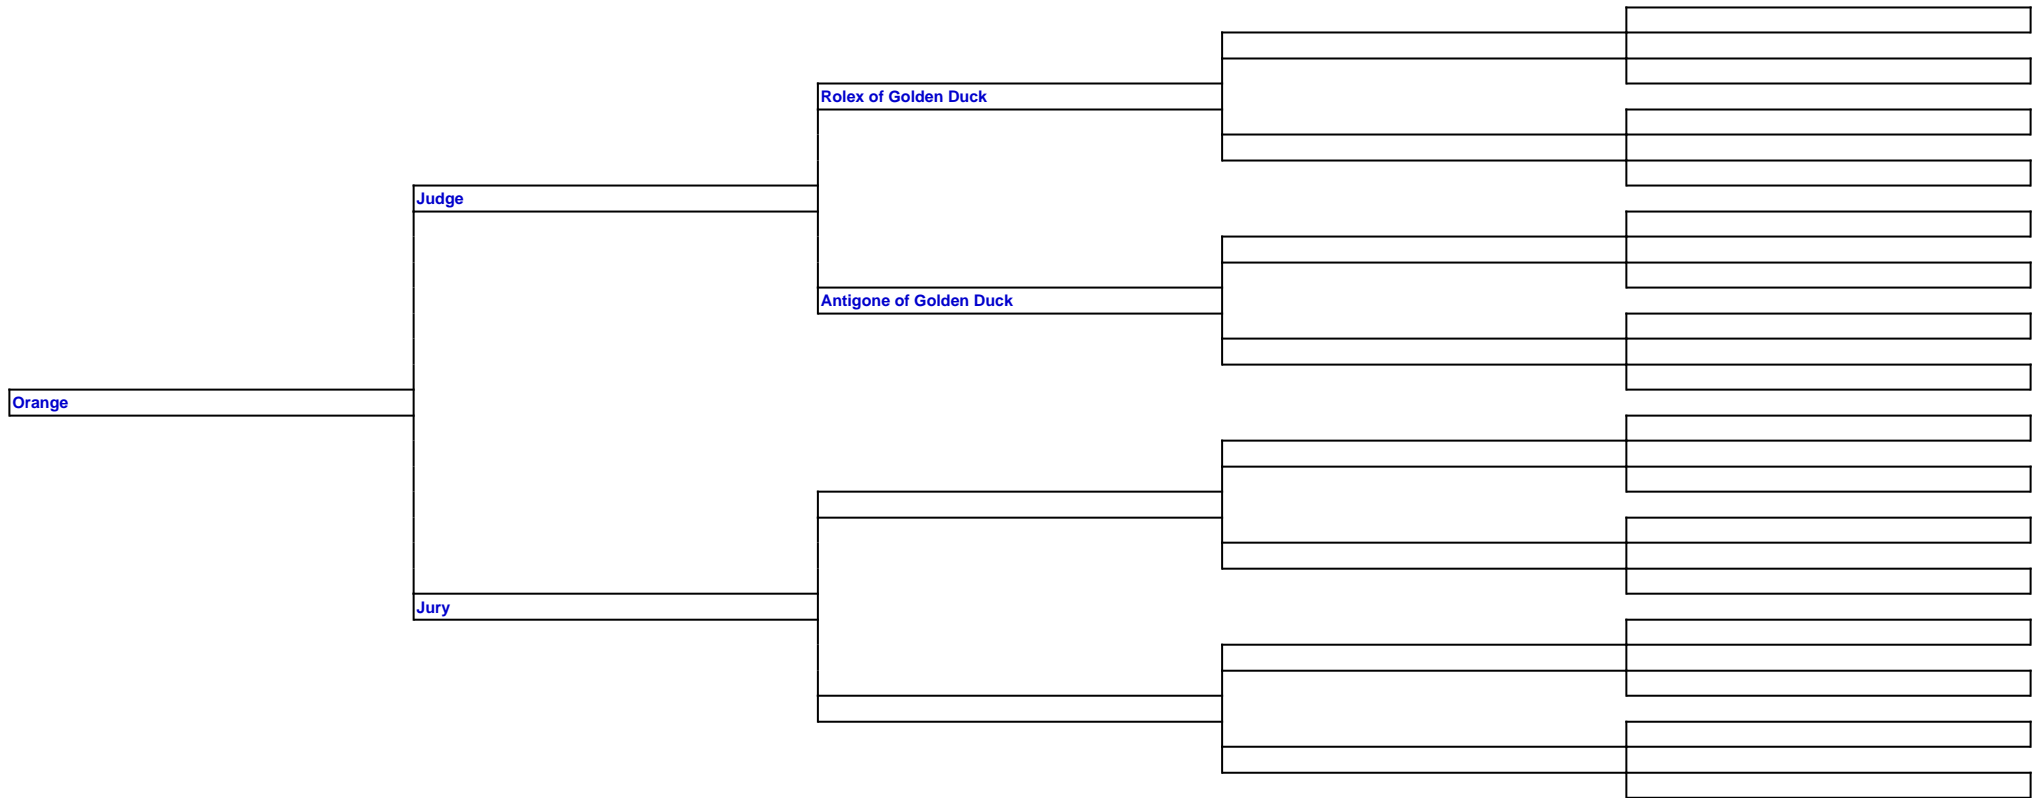 Rolex of Golden Duck
Judge
Antigone of Golden Duck
Orange
Jury